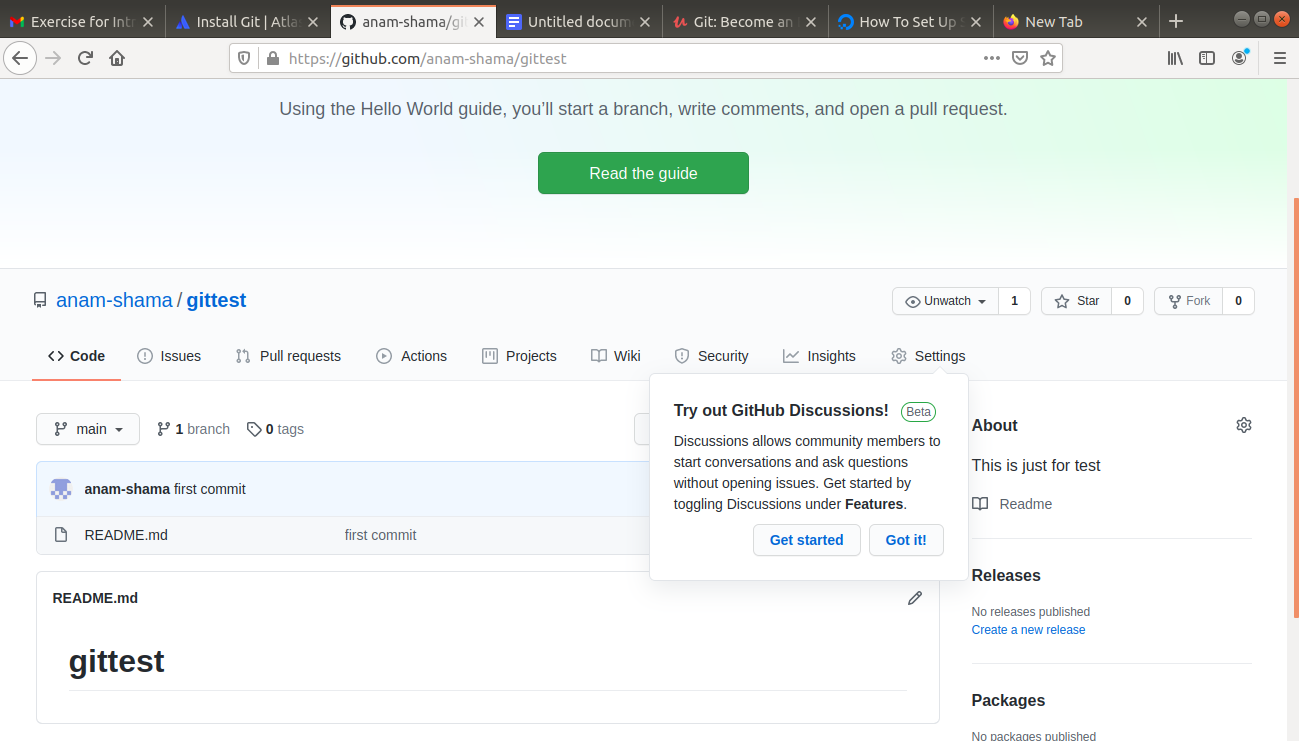 Exercise for Intr
Install Git | Atla
anam-shama/git
Untitled docum
Git: Become an
How To Set Up S
New Tab
https://github.com/anam-shama/gittest
Using the Hello World guide, you’ll start a branch, write comments, and open a pull request.
Read the guide
anam-shama / gittest
Unwatch 1
Star 0
Fork 0
Code
Issues
Pull requests
Actions
Projects
Wiki
Security
Insights
Settings
main
1 branch
0 tags
Try out GitHub Discussions! Beta
Discussions allows community members to
start conversations and ask questions
without opening issues. Get started by
toggling Discussions under Features.
Get started
Got it!
anam-shama first commit
README.md first commit
README.md
gittest
About
This is just for test
Readme
Releases
No releases published
Create a new release
Packages
No packages published